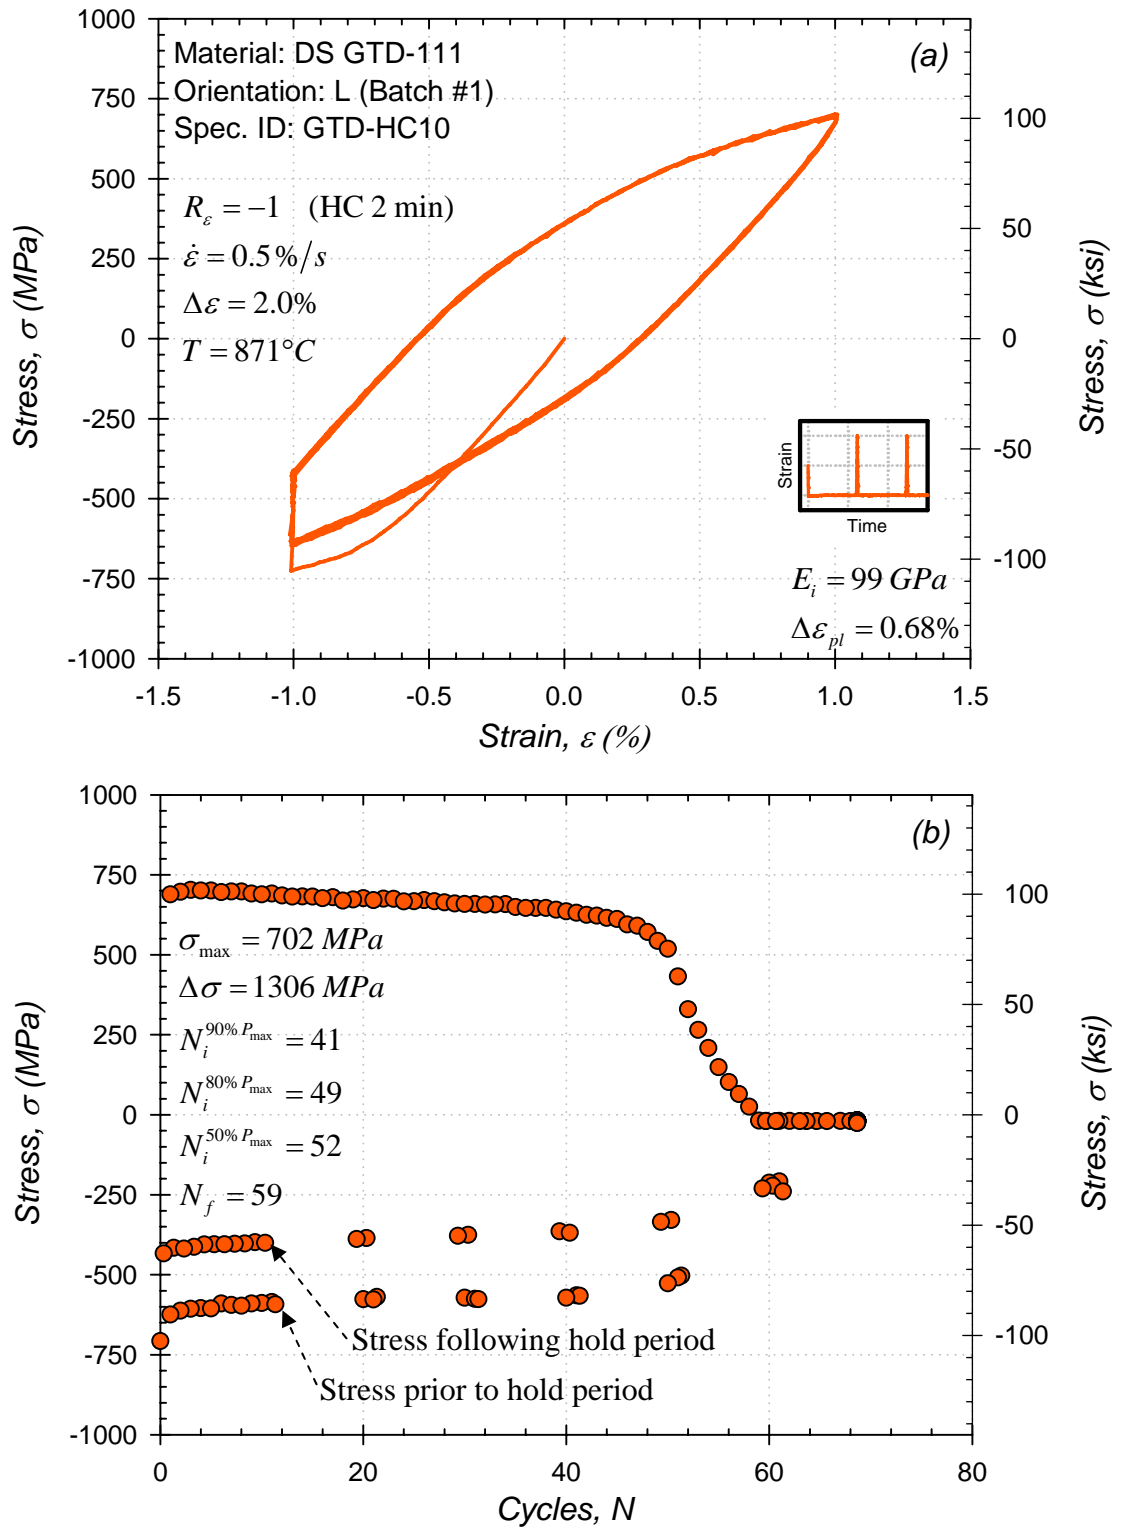 (a)
Material: DS GTD-111
Orientation: L (Batch #1)
Spec. ID: GTD-HC10
R_ε = −1 (HC 2 min)
ε̇ = 0.5%/s
Δε = 2.0%
T = 871°C
E_i = 99 GPa
Δε_pl = 0.68%
Strain
Time
1000
750
500
250
0
-250
-500
-750
-1000
Stress, σ (MPa)
100
50
0
-50
-100
Stress, σ (ksi)
-1.5 -1.0 -0.5 0.0 0.5 1.0 1.5
Strain, ε (%)
(b)
σ_max = 702 MPa
Δσ = 1306 MPa
N_i^90% P_max = 41
N_i^80% P_max = 49
N_i^50% P_max = 52
N_f = 59
Stress following hold period
Stress prior to hold period
1000
750
500
250
0
-250
-500
-750
-1000
Stress, σ (MPa)
100
50
0
-50
-100
Stress, σ (ksi)
0 20 40 60 80
Cycles, N